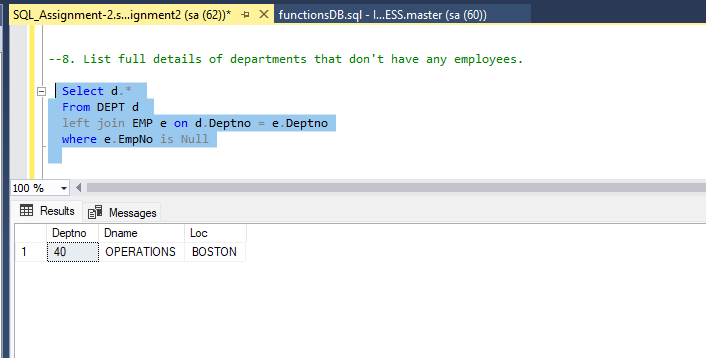 SQL_Assignment-2.s...ignment2 (sa (62))* functionsDB.sql - I...ESS.master (sa (60))
--8. List full details of departments that don't have any employees.
Select d.*
From DEPT d
left join EMP e on d.Deptno = e.Deptno
where e.EmpNo is Null
100 %
Results Messages
Deptno Dname Loc
1 40 OPERATIONS BOSTON